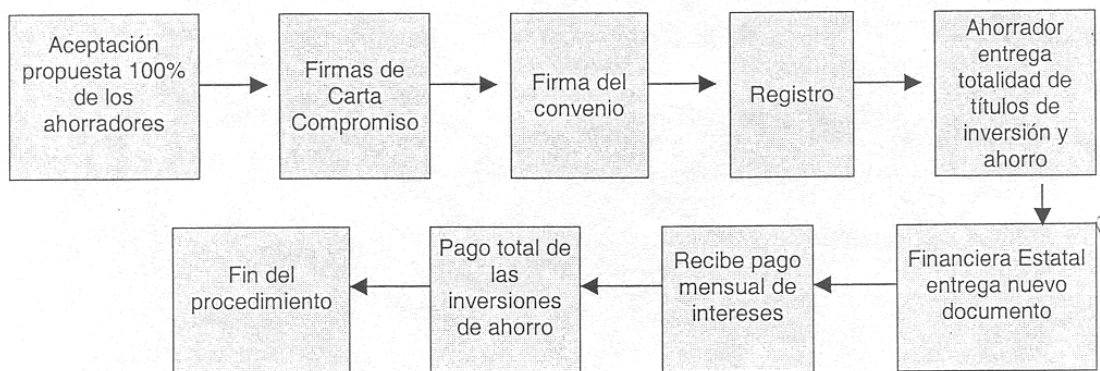 Aceptación
propuesta 100%
de los
ahorradores
Firmas de
Carta
Compromiso
Firma del
convenio
Registro
Ahorrador
entrega
totalidad de
títulos de
inversión y
ahorro
Financiera Estatal
entrega nuevo
documento
Recibe pago
mensual de
intereses
Pago total de
las
inversiones
de ahorro
Fin del
procedimiento